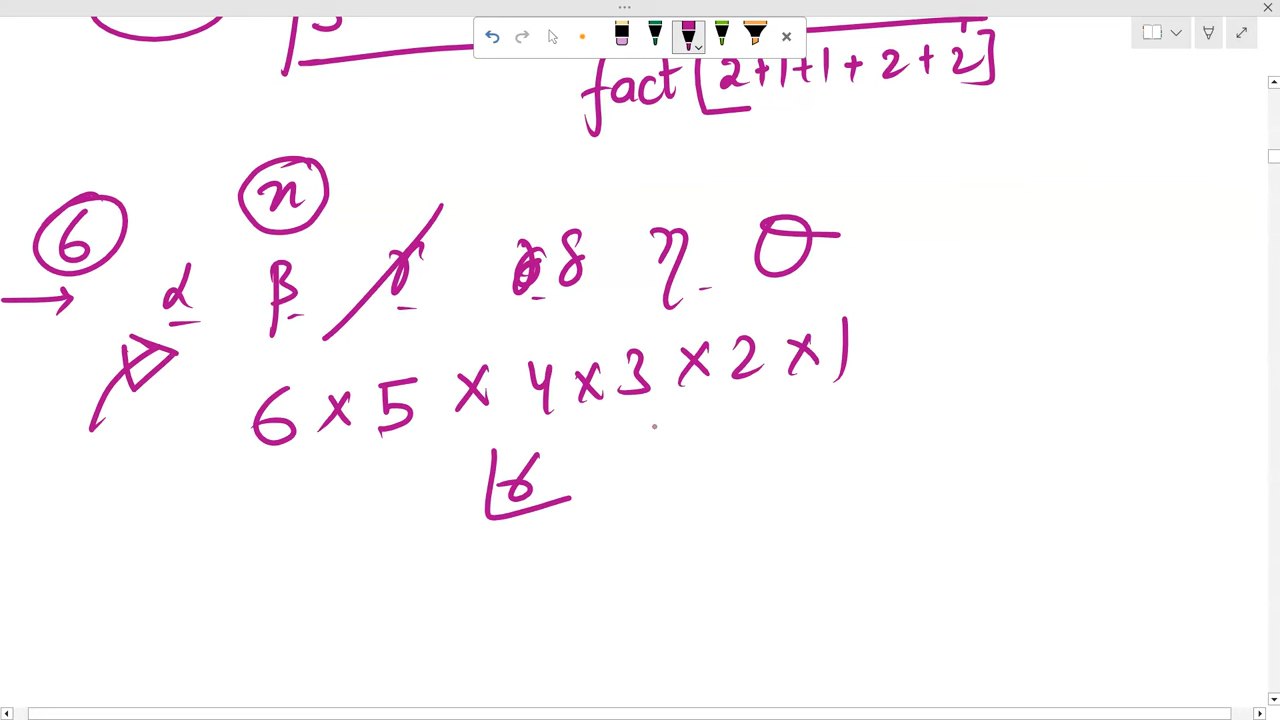 fact [2+1+1+2+2]
n
6
α β γ δ η θ
6 × 5 × 4 × 3 × 2 × 1
6